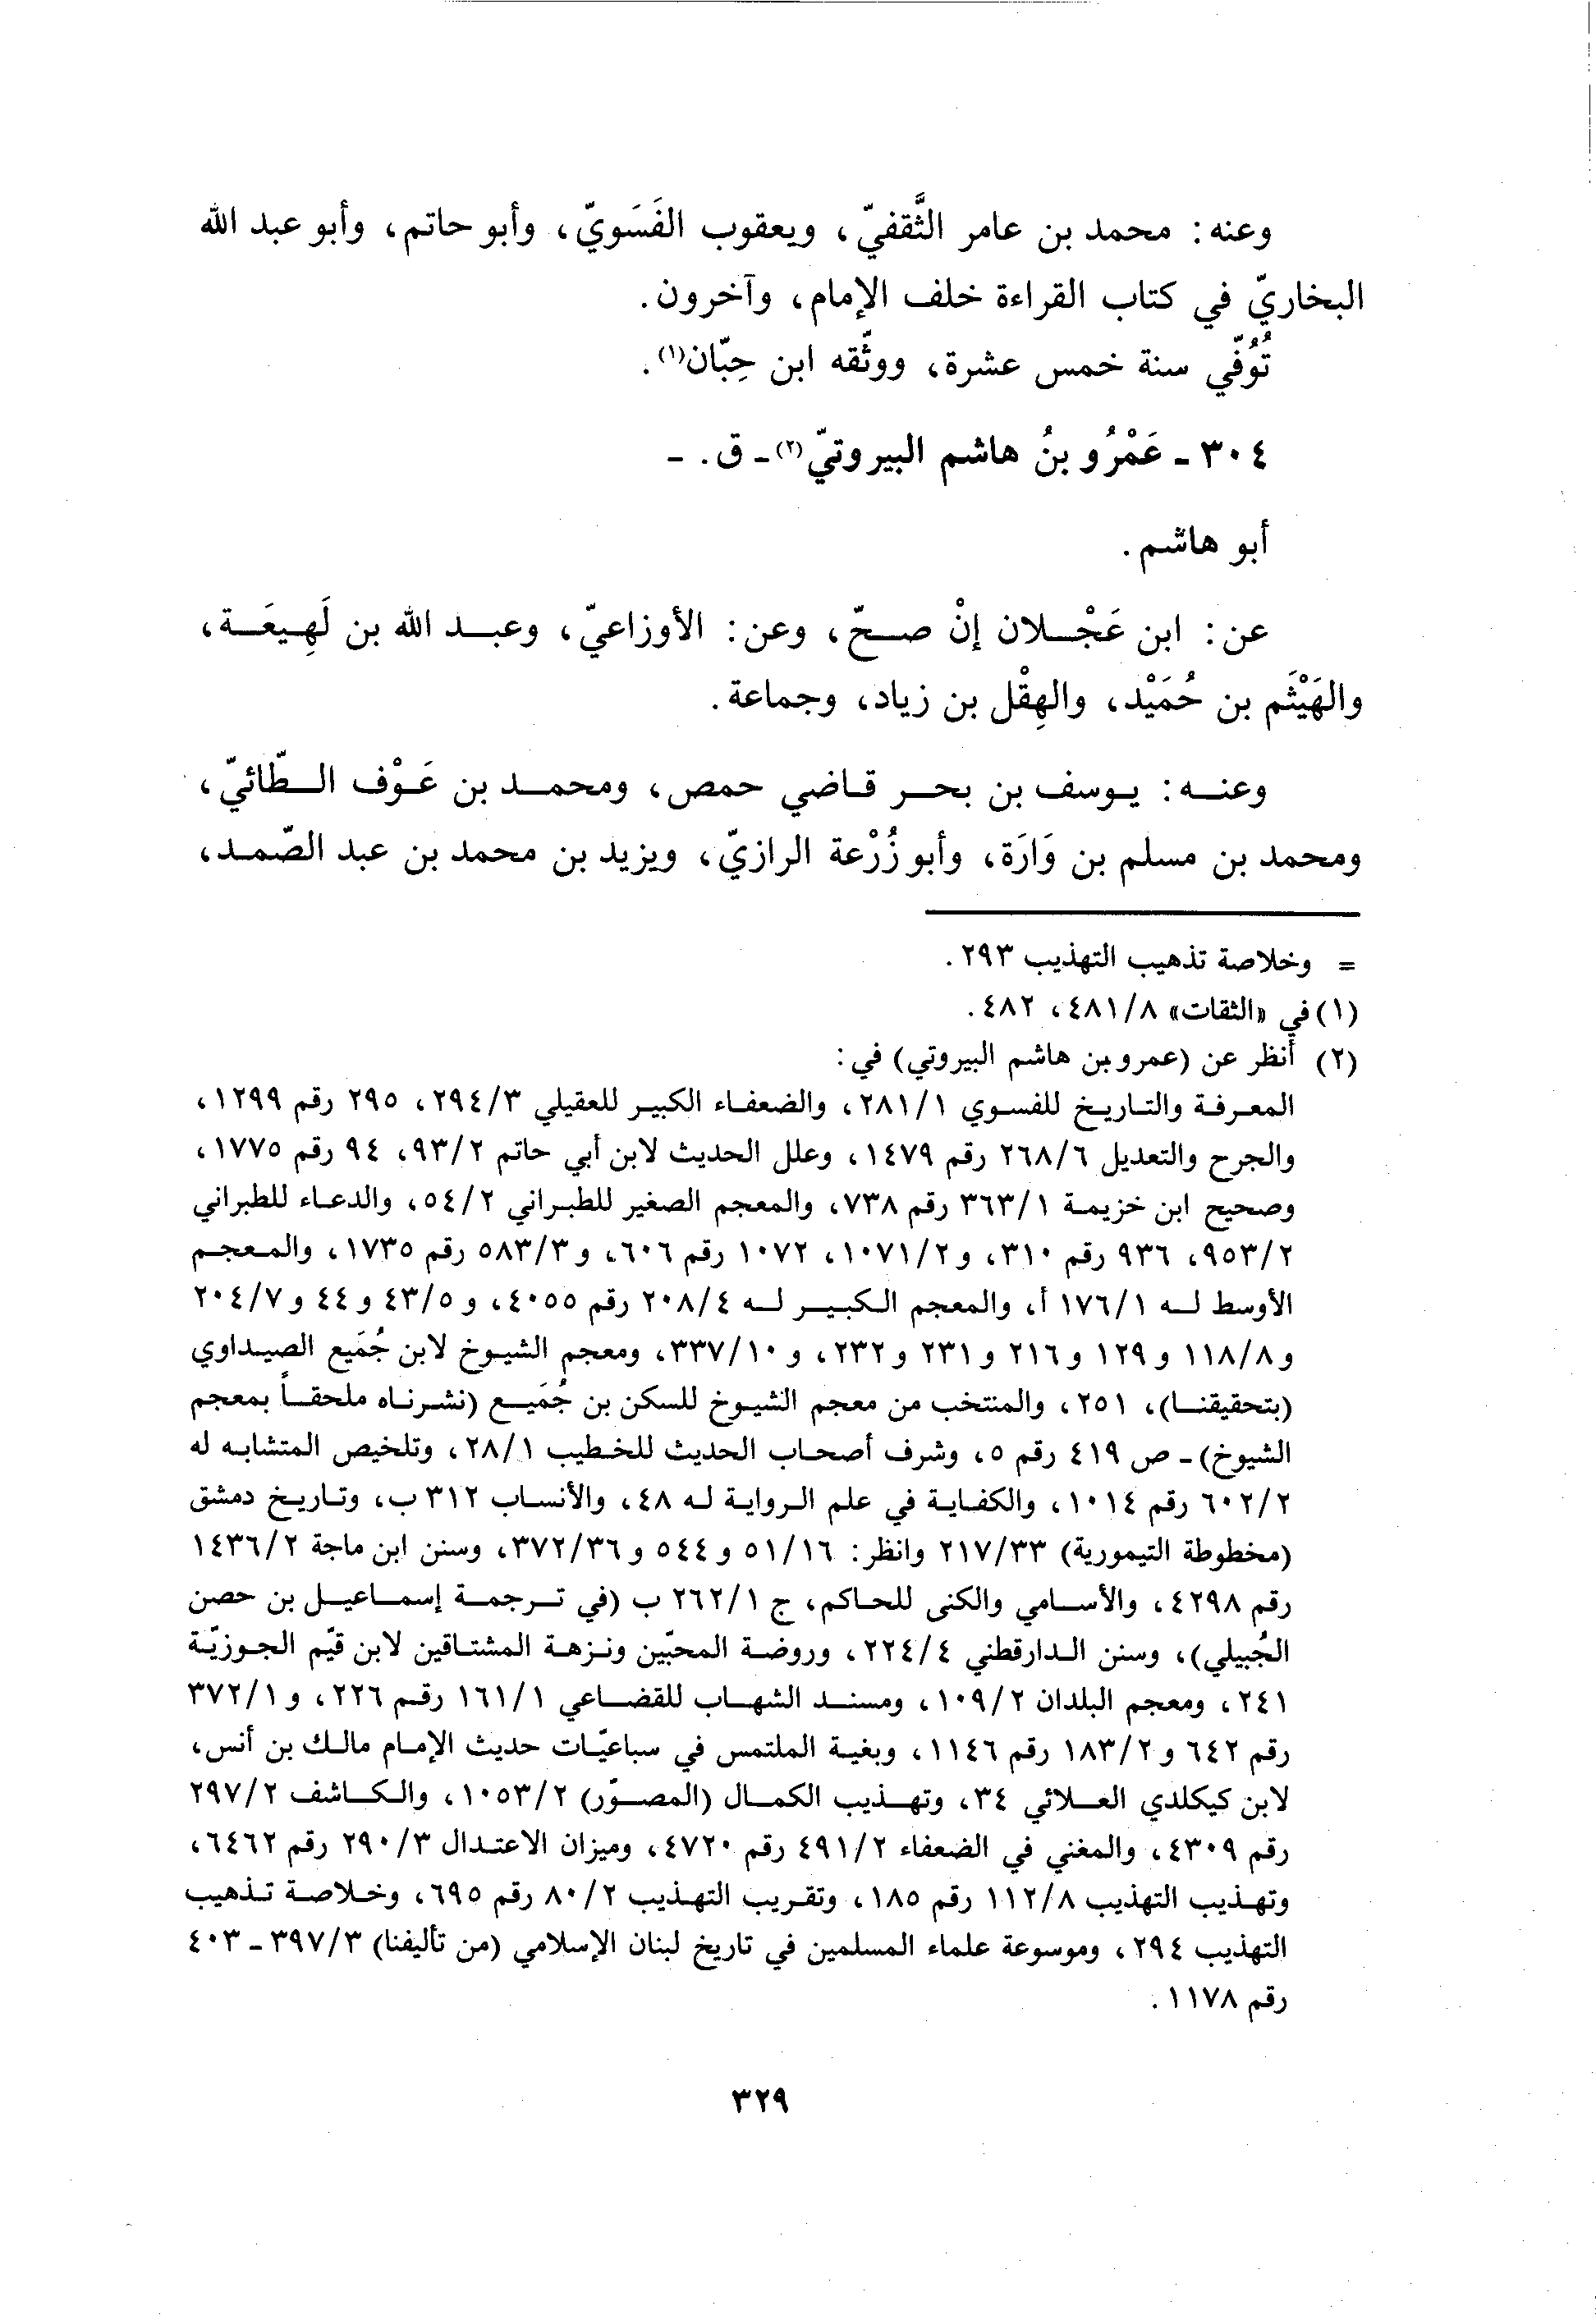 وعنه: محمد بن عامر الثَّقفيّ، ويعقوب الفَسَويّ، وأبو حاتم، وأبو عبد الله
البخاريّ في كتاب القراءة خلف الإمام، وآخرون.
تُوُفّي سنة خمس عشرة، ووثّقه ابن حِبّان(١).
٣٠٤ - عَمْرُو بنُ هاشم البيروتيّ(٢) - ق. -
أبو هاشم.
عن: ابن عَجْلان إنْ صحّ، وعن: الأوزاعيّ، وعبد الله بن لَهِيعَة،
والهَيْثَم بن حُمَيْد، والهِقْل بن زياد، وجماعة.
وعنه: يوسف بن بحر قاضي حمص، ومحمد بن عَوْف الطّائيّ،
ومحمد بن مسلم بن وَارَة، وأبو زُرْعة الرازيّ، ويزيد بن محمد بن عبد الصّمد،
= وخلاصة تذهيب التهذيب ٢٩٣.
(١) في «الثقات» ٨/٤٨١، ٤٨٢.
(٢) أنظر عن (عمرو بن هاشم البيروتي) في:
المعرفة والتاريخ للفسوي ١/٢٨١، والضعفاء الكبير للعقيلي ٣/٢٩٤، ٢٩٥ رقم ١٢٩٩،
والجرح والتعديل ٦/٢٦٨ رقم ١٤٧٩، وعلل الحديث لابن أبي حاتم ٢/٩٣، ٩٤ رقم ١٧٧٥،
وصحيح ابن خزيمة ١/٣٦٣ رقم ٧٣٨، والمعجم الصغير للطبراني ٢/٥٤، والدعاء للطبراني
٢/٩٥٣، ٩٣٦ رقم ٣١٠، و٢/١٠٧١، ١٠٧٢ رقم ٦٠٦، و٣/٥٨٣ رقم ١٧٣٥، والمعجم
الأوسط له ١/١٧٦ أ، والمعجم الكبير له ٤/٢٠٨ رقم ٤٠٥٥، و٥/٤٣ و٤٤ و٧/٢٠٤
و٨/١١٨ و١٢٩ و٢١٦ و٢٣١ و٢٣٢، و١٠/٣٣٧، ومعجم الشيوخ لابن جُمَيع الصيداوي
(بتحقيقنا)، ٢٥١، والمنتخب من معجم الشيوخ للسكن بن جُمَيع (نشرناه ملحقاً بمعجم
الشيوخ) - ص ٤١٩ رقم ٥، وشرف أصحاب الحديث للخطيب ١/٢٨، وتلخيص المتشابه له
٢/٦٠٢ رقم ١٠١٤، والكفاية في علم الرواية له ٤٨، والأنساب ٣١٢ ب، وتاريخ دمشق
(مخطوطة التيمورية) ٣٣/٢١٧ وانظر: ١٦/٥١ و٥٤٤ و٣٦/٣٧٢، وسنن ابن ماجة ٢/١٤٣٦
رقم ٤٢٩٨، والأسامي والكنى للحاكم، ج ١/٢٦٢ ب (في ترجمة إسماعيل بن حصن
الجُبيلي)، وسنن الدارقطني ٤/٢٢٤، وروضة المحبّين ونزهة المشتاقين لابن قيّم الجوزيّة
٢٤١، ومعجم البلدان ٢/١٠٩، ومسند الشهاب للقضاعي ١/١٦١ رقم ٢٢٦، و١/٣٧٢
رقم ٦٤٢ و٢/١٨٣ رقم ١١٤٦، وبغية الملتمس في سباعيّات حديث الإمام مالك بن أنس،
لابن كيكلدي العلائي ٣٤، وتهذيب الكمال (المصوّر) ٢/١٠٥٣، والكاشف ٢/٢٩٧
رقم ٤٣٠٩، والمغني في الضعفاء ٢/٤٩١ رقم ٤٧٢٠، وميزان الاعتدال ٣/٢٩٠ رقم ٦٤٦٢،
وتهذيب التهذيب ٨/١١٢ رقم ١٨٥، وتقريب التهذيب ٢/٨٠ رقم ٦٩٥، وخلاصة تذهيب
التهذيب ٢٩٤، وموسوعة علماء المسلمين في تاريخ لبنان الإسلامي (من تأليفنا) ٣/٣٩٧ - ٤٠٣
رقم ١١٧٨.
٣٢٩